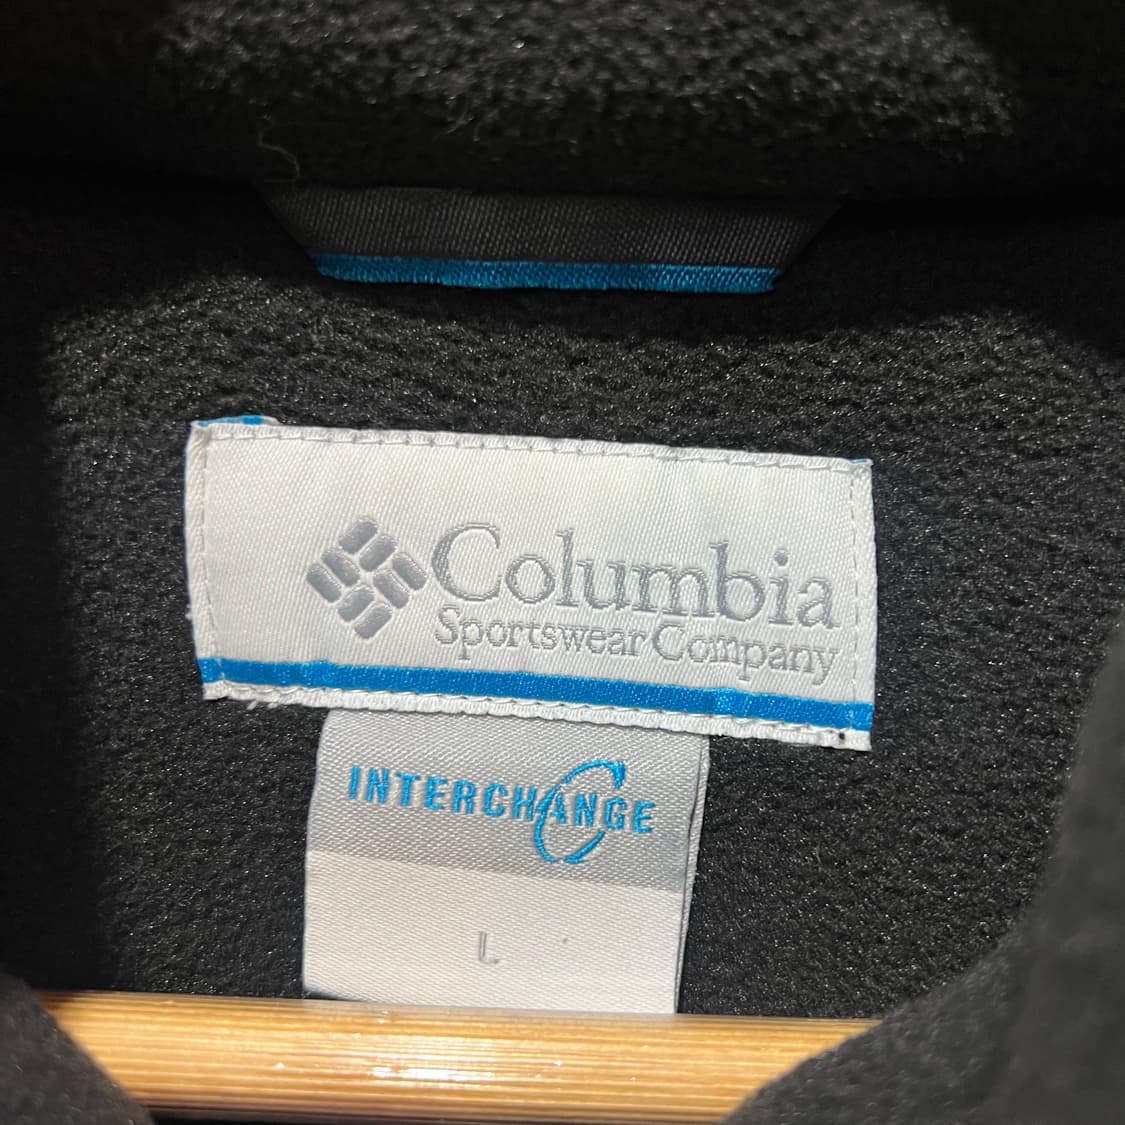 Columbia
Sportswear Company
INTERCHANGE
L